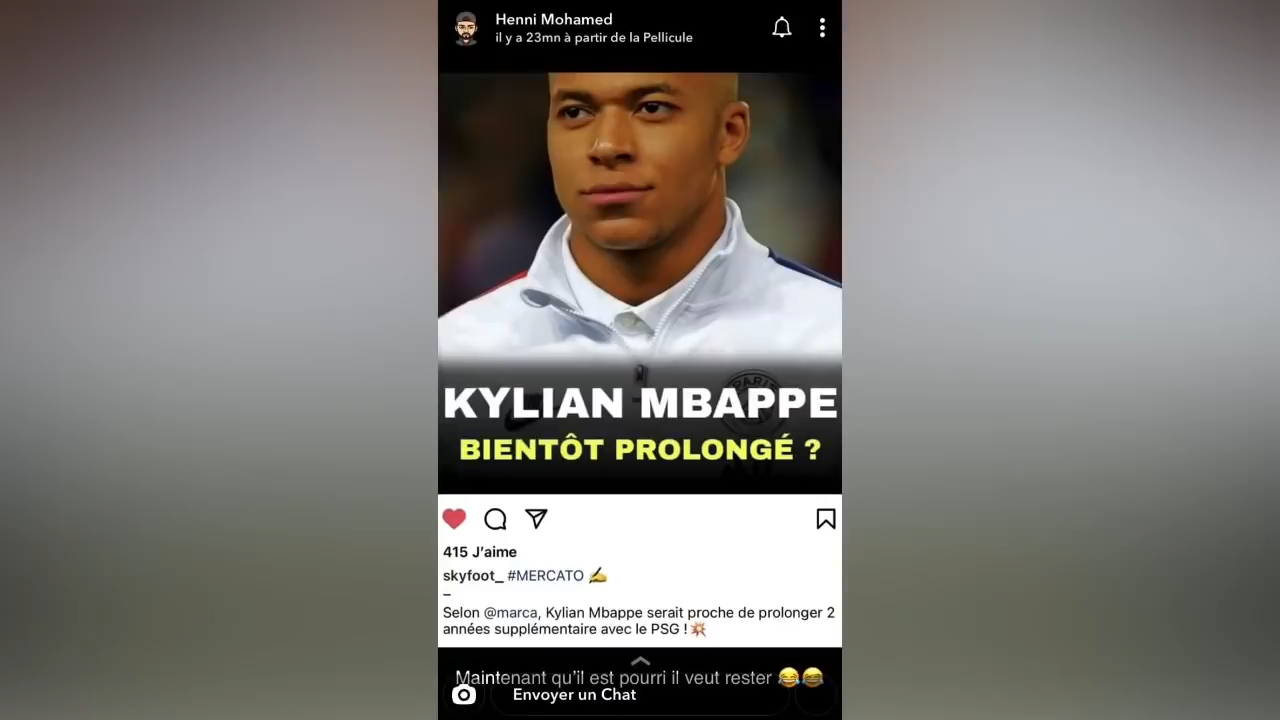 Henni Mohamed
il y a 23mn à partir de la Pellicule
PARIS
KYLIAN MBAPPE
BIENTÔT PROLONGÉ ?
415 J'aime
skyfoot_ #MERCATO ✍️
–
Selon @marca, Kylian Mbappe serait proche de prolonger 2
années supplémentaire avec le PSG !💥
Maintenant qu'il est pourri il veut rester 😂😂
Envoyer un Chat